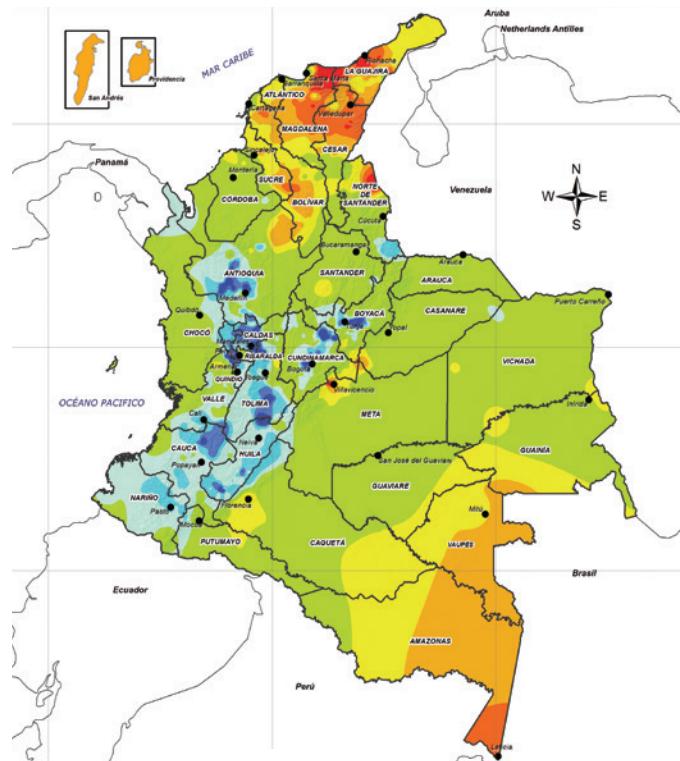 Aruba
Netherlands Antilles
MAR CARIBE
Providencia
San Andrés
Riohacha
Santa Marta
LA GUAJIRA
Barranquilla
ATLÁNTICO
Cartagena
Valledupar
MAGDALENA
CESAR
Sincelejo
Panamá
Montería
SUCRE
NORTE
DE
SANTANDER
Venezuela
N
W
E
S
CÓRDOBA
BOLÍVAR
Cúcuta
Bucaramanga
Arauca
ANTIOQUIA
SANTANDER
ARAUCA
Medellín
Puerto Carreño
Quibdó
BOYACÁ
CASANARE
Tunja
Yopal
CHOCÓ
CALDAS
RISARALDA
CUNDINAMARCA
VICHADA
Armenia
Ibagué
Bogotá
QUINDÍO
Villavicencio
OCÉANO PACIFICO
VALLE
TOLIMA
META
Inírida
Cali
CAUCA
Neiva
HUILA
GUAINÍA
Popayán
San José del Guaviare
GUAVIARE
NARIÑO
Florencia
Mitú
Pasto
Mocoa
VAUPÉS
PUTUMAYO
CAQUETÁ
Brasil
Ecuador
AMAZONAS
Perú
Leticia